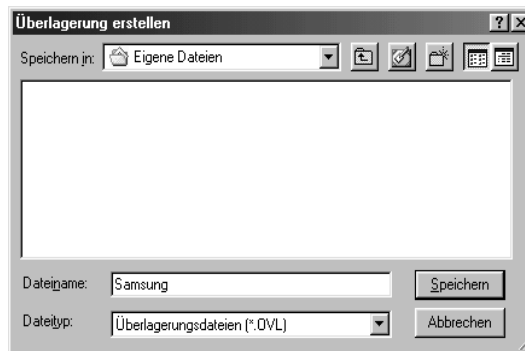 Überlagerung erstellen
Speichern in: Eigene Dateien
Dateiname: Samsung Speichern
Dateityp: Überlagerungsdateien (*.OVL) Abbrechen